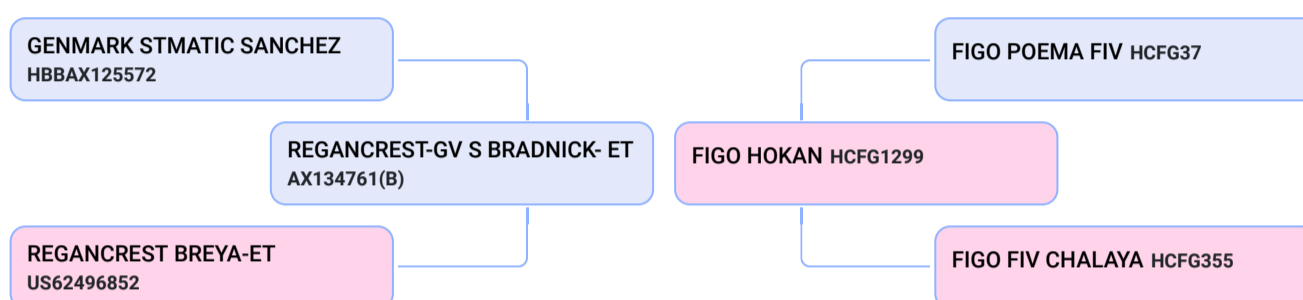 GENMARK STMATIC SANCHEZ
HBBAX125572
FIGO POEMA FIV HCFG37
REGANCREST-GV S BRADNICK- ET
AX134761(B)
FIGO HOKAN HCFG1299
REGANCREST BREYA-ET
US62496852
FIGO FIV CHALAYA HCFG355